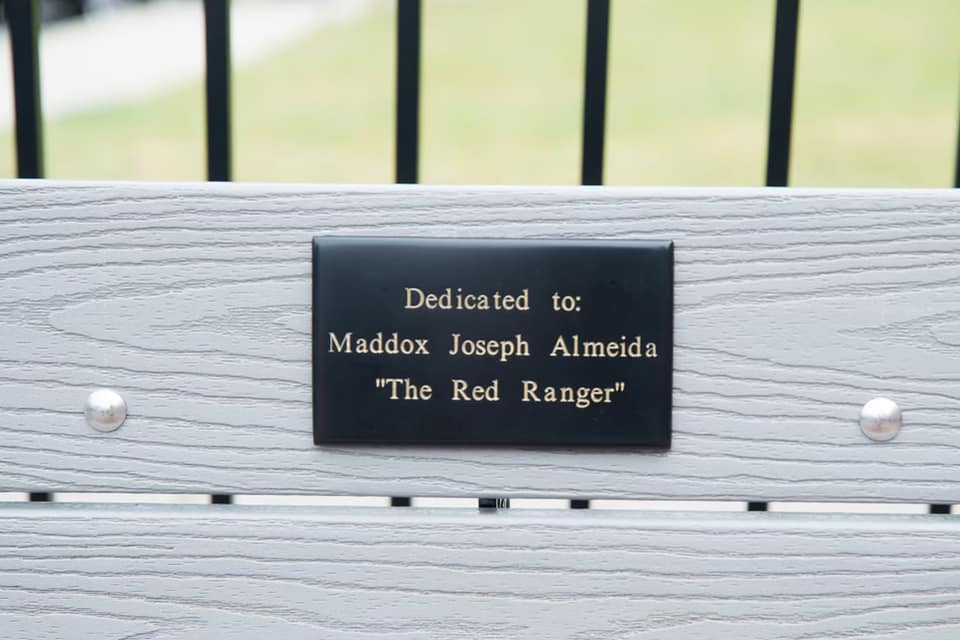 Dedicated to:
Maddox Joseph Almeida
"The Red Ranger"